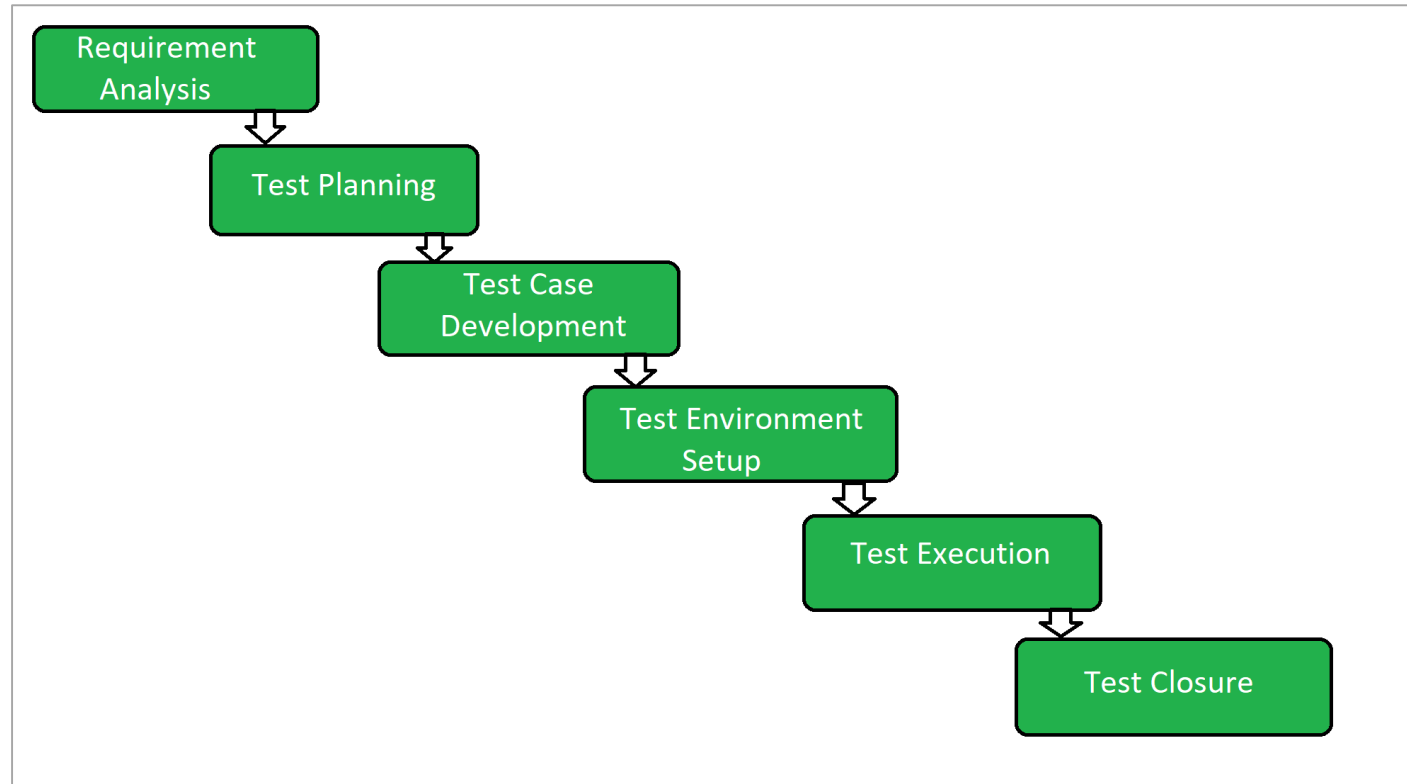 Requirement
Analysis
Test Planning
Test Case
Development
Test Environment
Setup
Test Execution
Test Closure